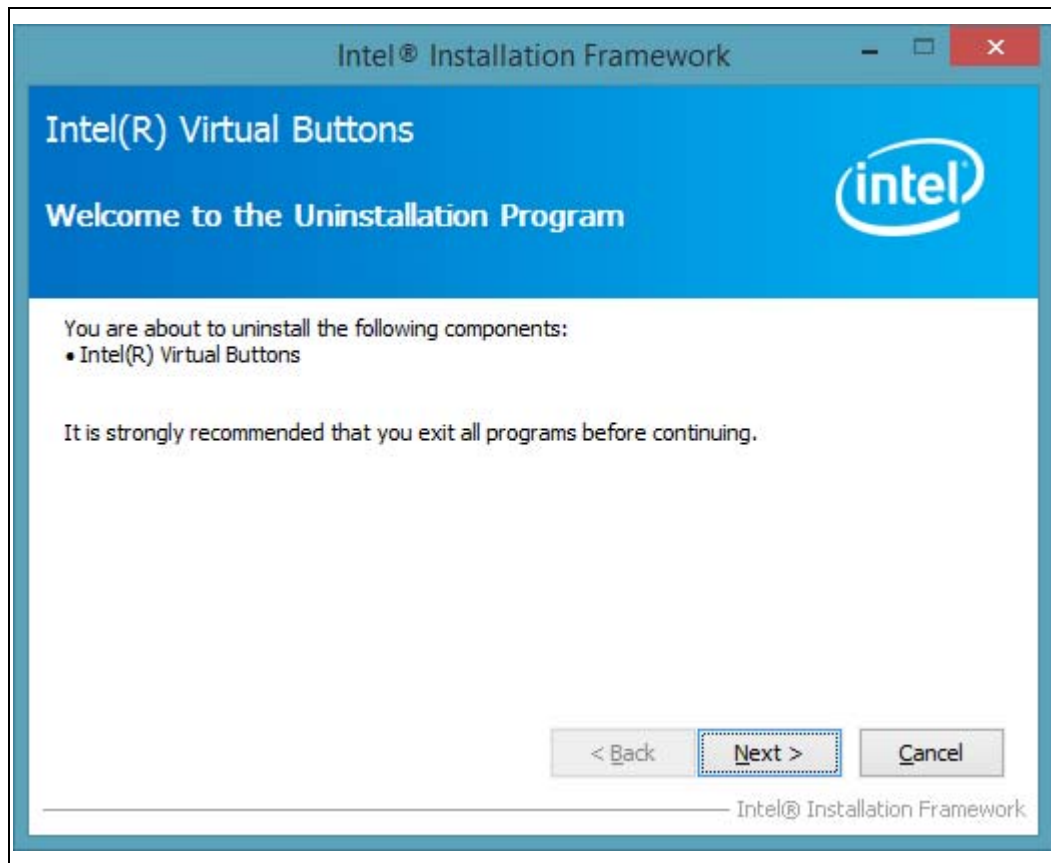 Intel® Installation Framework
Intel(R) Virtual Buttons
intel
Welcome to the Uninstallation Program
You are about to uninstall the following components:
• Intel(R) Virtual Buttons
It is strongly recommended that you exit all programs before continuing.
< Back Next > Cancel
Intel® Installation Framework